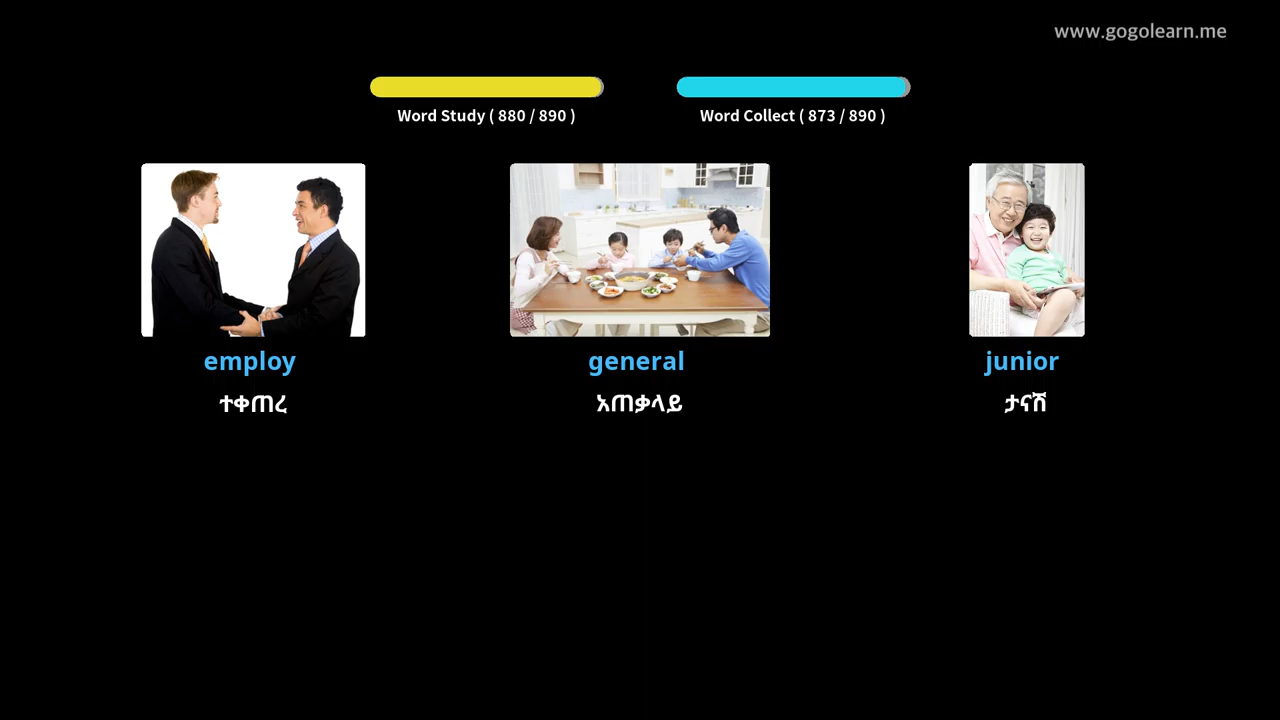 www.gogolearn.me
Word Study ( 880 / 890 )
Word Collect ( 873 / 890 )
employ
general
junior
ተቀጠረ
አጠቃላይ
ታናሽ